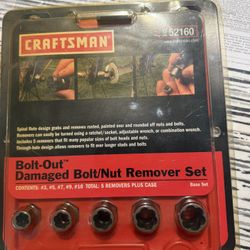 CRAFTSMAN
52160
Spiral flute design grabs and removes rusted, painted over and rounded off nuts and bolts.
Removers can easily be turned using a ratchet/socket, adjustable wrench, or combination wrench.
Includes 5 removers that fit many popular sizes of bolt heads and nuts.
Through-hole design allows removers to fit over longer studs and bolts
Bolt-Out™
Damaged Bolt/Nut Remover Set
CONTENTS: #3, #5, #7, #9, #10 TOTAL: 5 REMOVERS PLUS CASE
Base Set